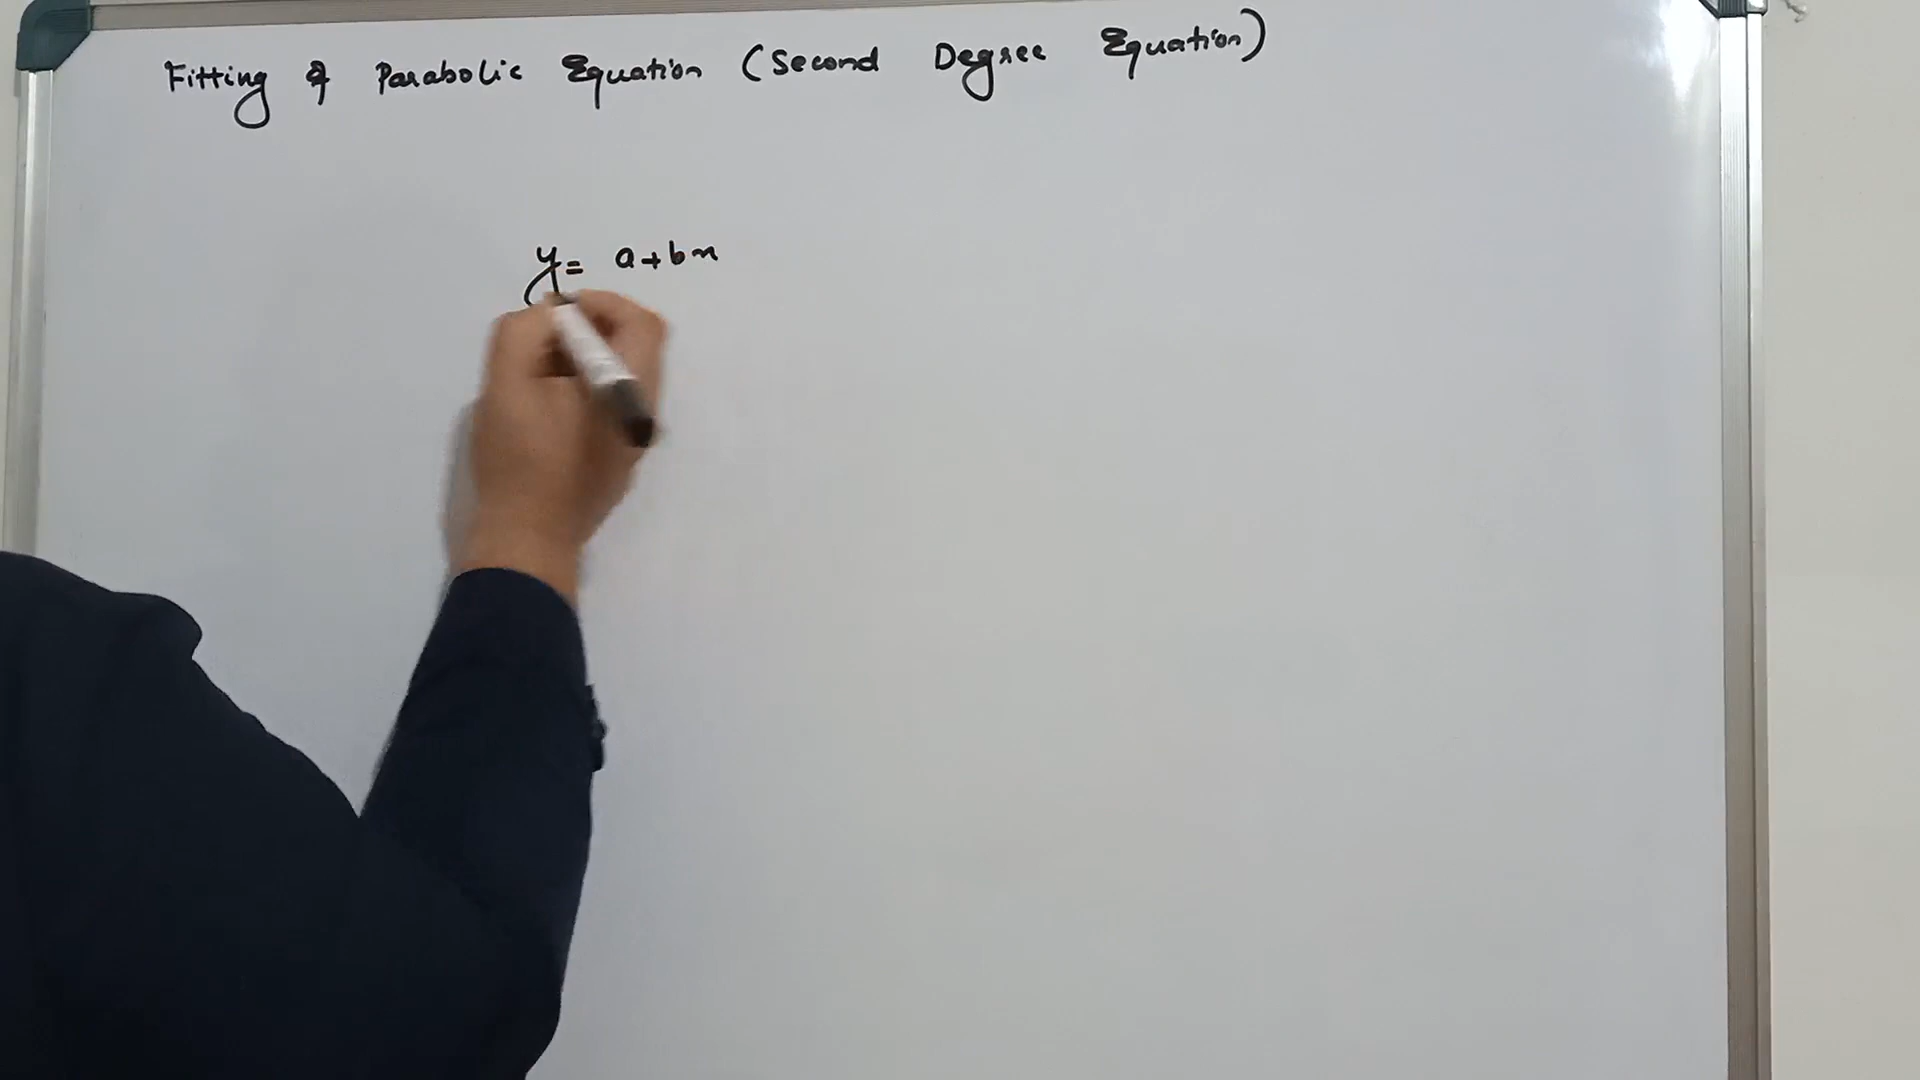 Fitting of Parabolic Equation (Second Degree Equation)
y = a+bx